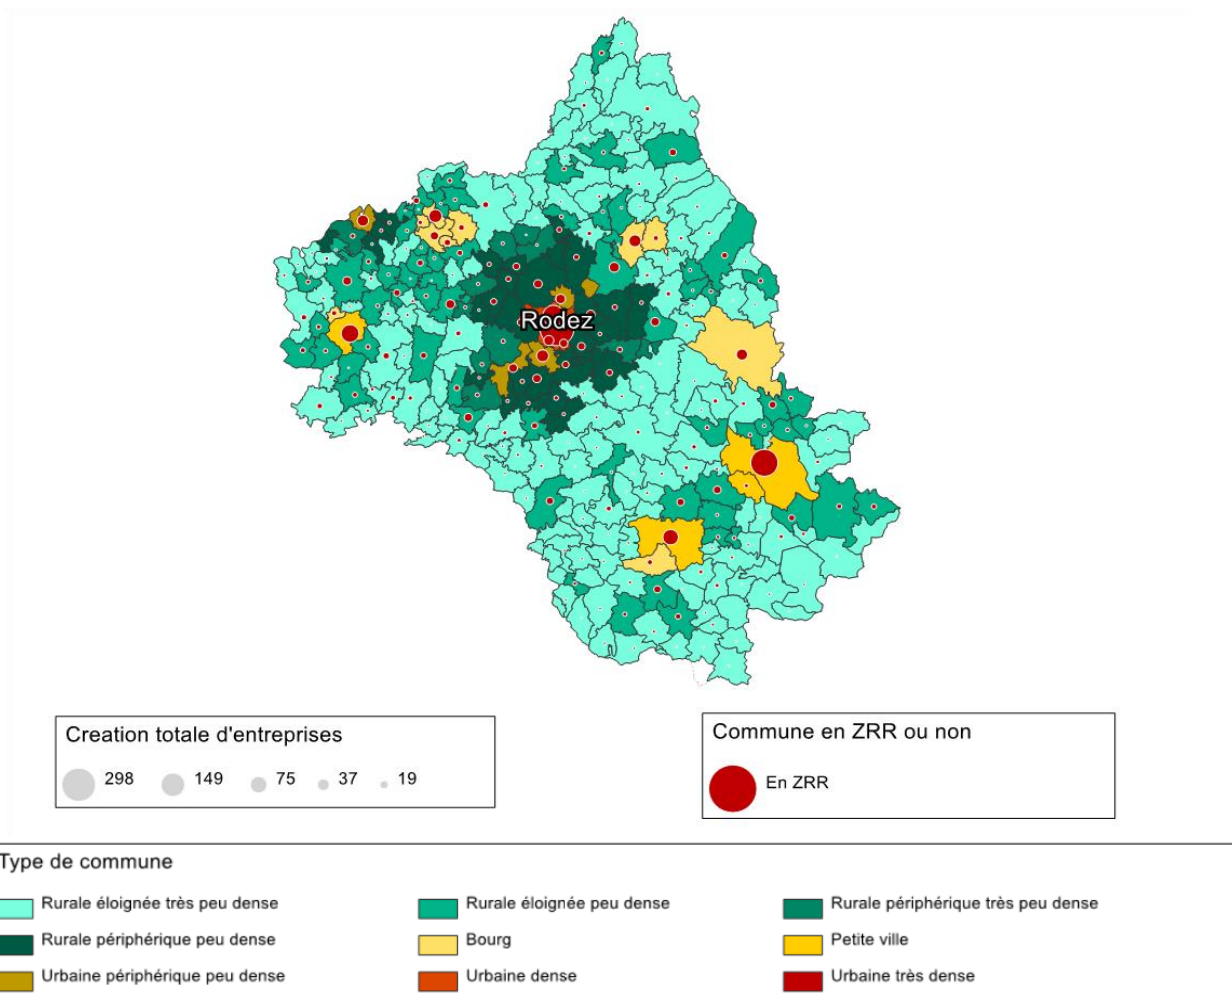 Rodez
Creation totale d'entreprises
298 149 75 37 19
Commune en ZRR ou non
En ZRR
Type de commune
Rurale éloignée très peu dense Rurale éloignée peu dense Rurale périphérique très peu dense
Rurale périphérique peu dense Bourg Petite ville
Urbaine périphérique peu dense Urbaine dense Urbaine très dense